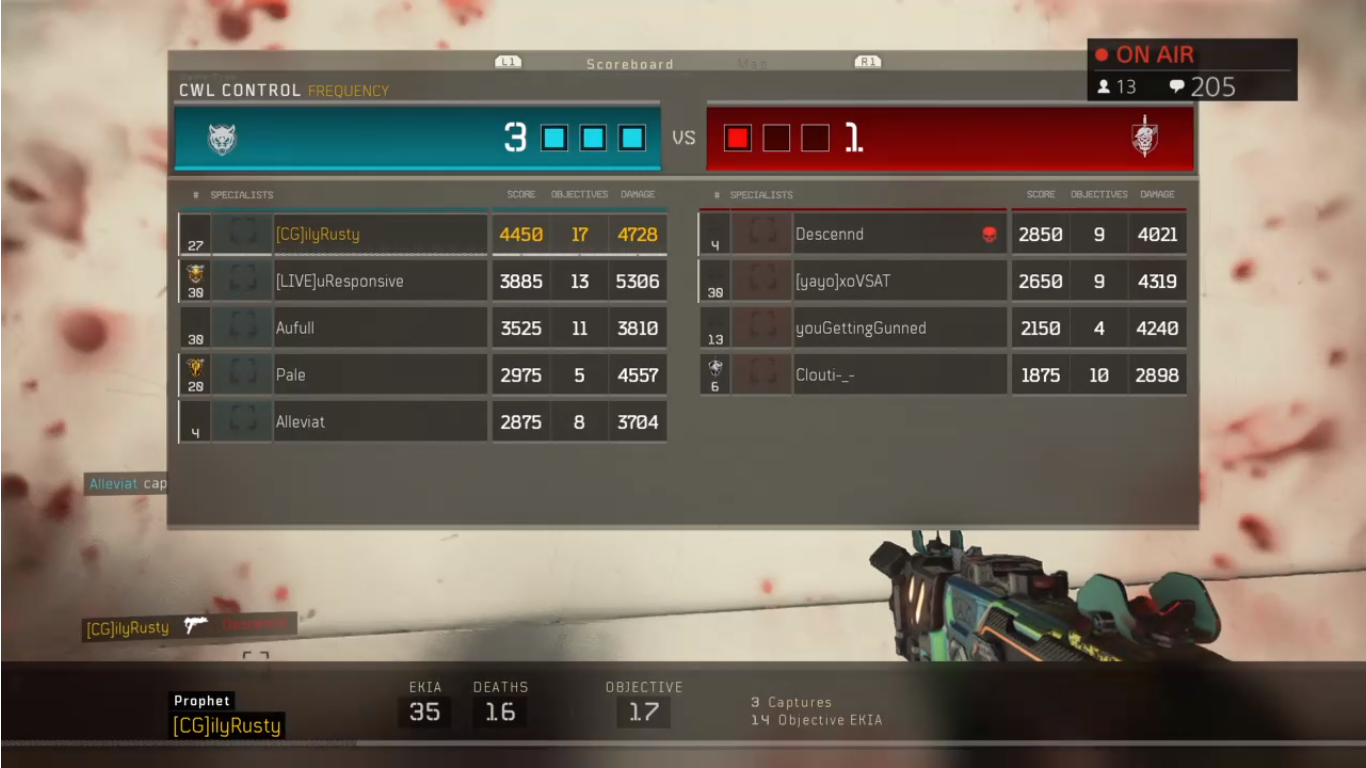 L1 Scoreboard Map R1
ON AIR
13 205
CWL CONTROL FREQUENCY
3 VS 1
# SPECIALISTS SCORE OBJECTIVES DAMAGE
27 [CG]ilyRusty 4450 17 4728
30 [LIVE]uResponsive 3885 13 5306
30 Aufull 3525 11 3810
20 Pale 2975 5 4557
4 Alleviat 2875 8 3704
# SPECIALISTS SCORE OBJECTIVES DAMAGE
4 Descennd 2850 9 4021
30 [yayo]xoVSAT 2650 9 4319
13 youGettingGunned 2150 4 4240
6 Clouti-_- 1875 10 2898
Alleviat cap
[CG]ilyRusty Descennd
Prophet
[CG]ilyRusty
EKIA DEATHS OBJECTIVE
35 16 17
3 Captures
14 Objective EKIA